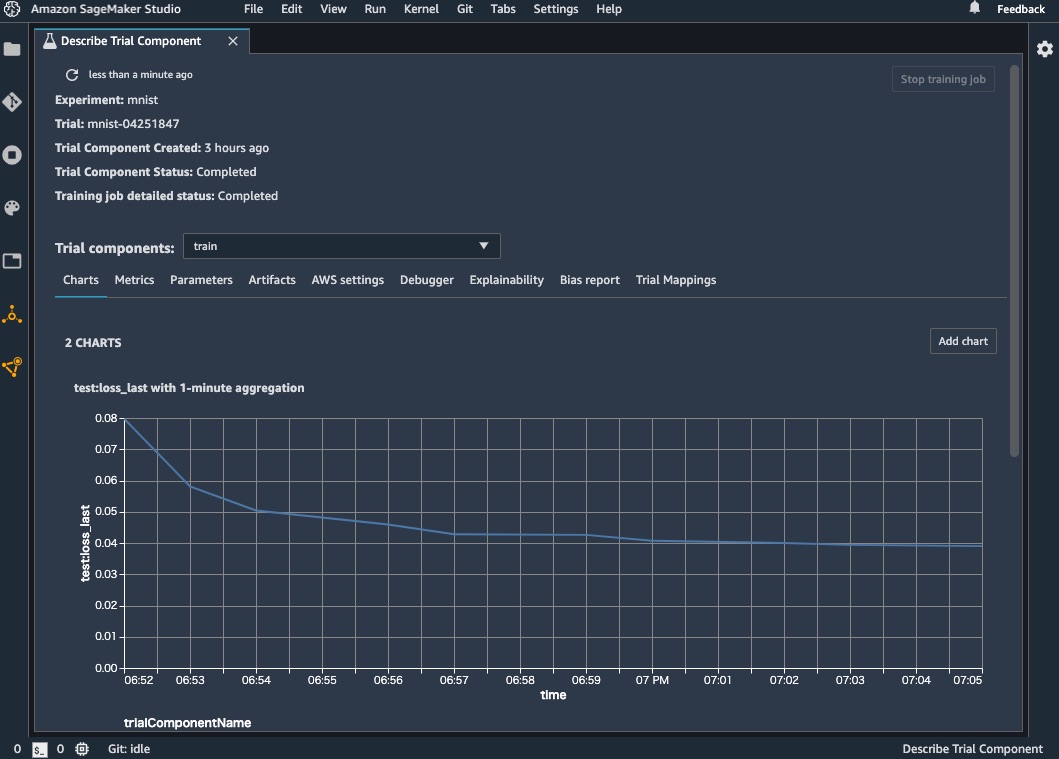 Amazon SageMaker Studio File Edit View Run Kernel Git Tabs Settings Help Feedback
Describe Trial Component
less than a minute ago
Stop training job
Experiment: mnist
Trial: mnist-04251847
Trial Component Created: 3 hours ago
Trial Component Status: Completed
Training job detailed status: Completed
Trial components: train
Charts Metrics Parameters Artifacts AWS settings Debugger Explainability Bias report Trial Mappings
2 CHARTS
Add chart
test:loss_last with 1-minute aggregation
0.08
0.07
0.06
0.05
0.04
0.03
0.02
0.01
0.00
test:loss_last
06:52 06:53 06:54 06:55 06:56 06:57 06:58 06:59 07 PM 07:01 07:02 07:03 07:04 07:05
time
trialComponentName
0 $_ 0 Git: idle Describe Trial Component